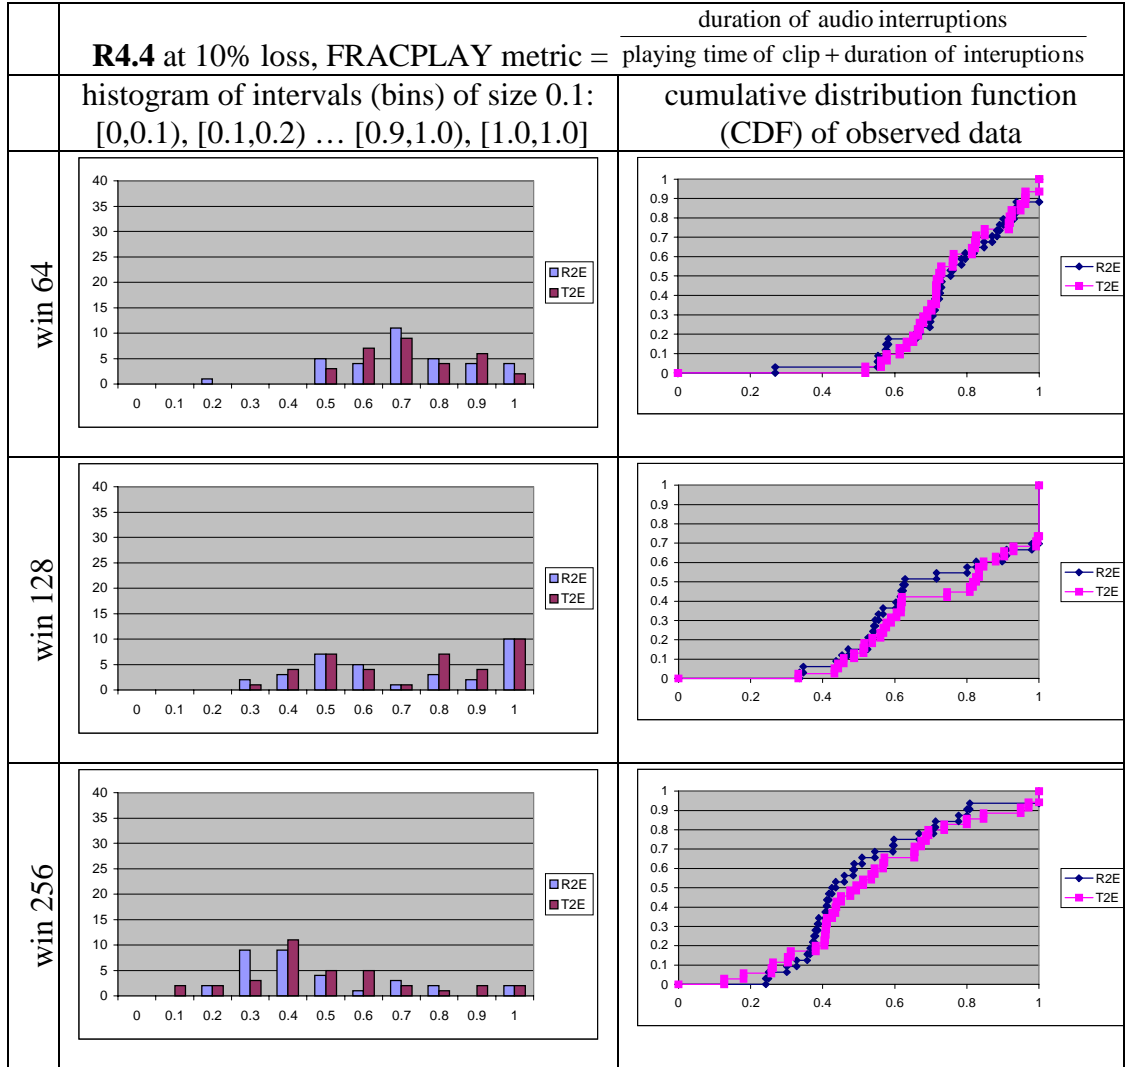 R4.4 at 10% loss, FRACPLAY metric = duration of audio interruptions
playing time of clip + duration of interuptions
histogram of intervals (bins) of size 0.1:
[0,0.1), [0.1,0.2) … [0.9,1.0), [1.0,1.0]
cumulative distribution function
(CDF) of observed data
win 64
40
35
30
25
20
15
10
5
0
0 0.1 0.2 0.3 0.4 0.5 0.6 0.7 0.8 0.9 1
R2E
T2E
1
0.9
0.8
0.7
0.6
0.5
0.4
0.3
0.2
0.1
0
0 0.2 0.4 0.6 0.8 1
R2E
T2E
win 128
40
35
30
25
20
15
10
5
0
0 0.1 0.2 0.3 0.4 0.5 0.6 0.7 0.8 0.9 1
R2E
T2E
1
0.9
0.8
0.7
0.6
0.5
0.4
0.3
0.2
0.1
0
0 0.2 0.4 0.6 0.8 1
R2E
T2E
win 256
40
35
30
25
20
15
10
5
0
0 0.1 0.2 0.3 0.4 0.5 0.6 0.7 0.8 0.9 1
R2E
T2E
1
0.9
0.8
0.7
0.6
0.5
0.4
0.3
0.2
0.1
0
0 0.2 0.4 0.6 0.8 1
R2E
T2E